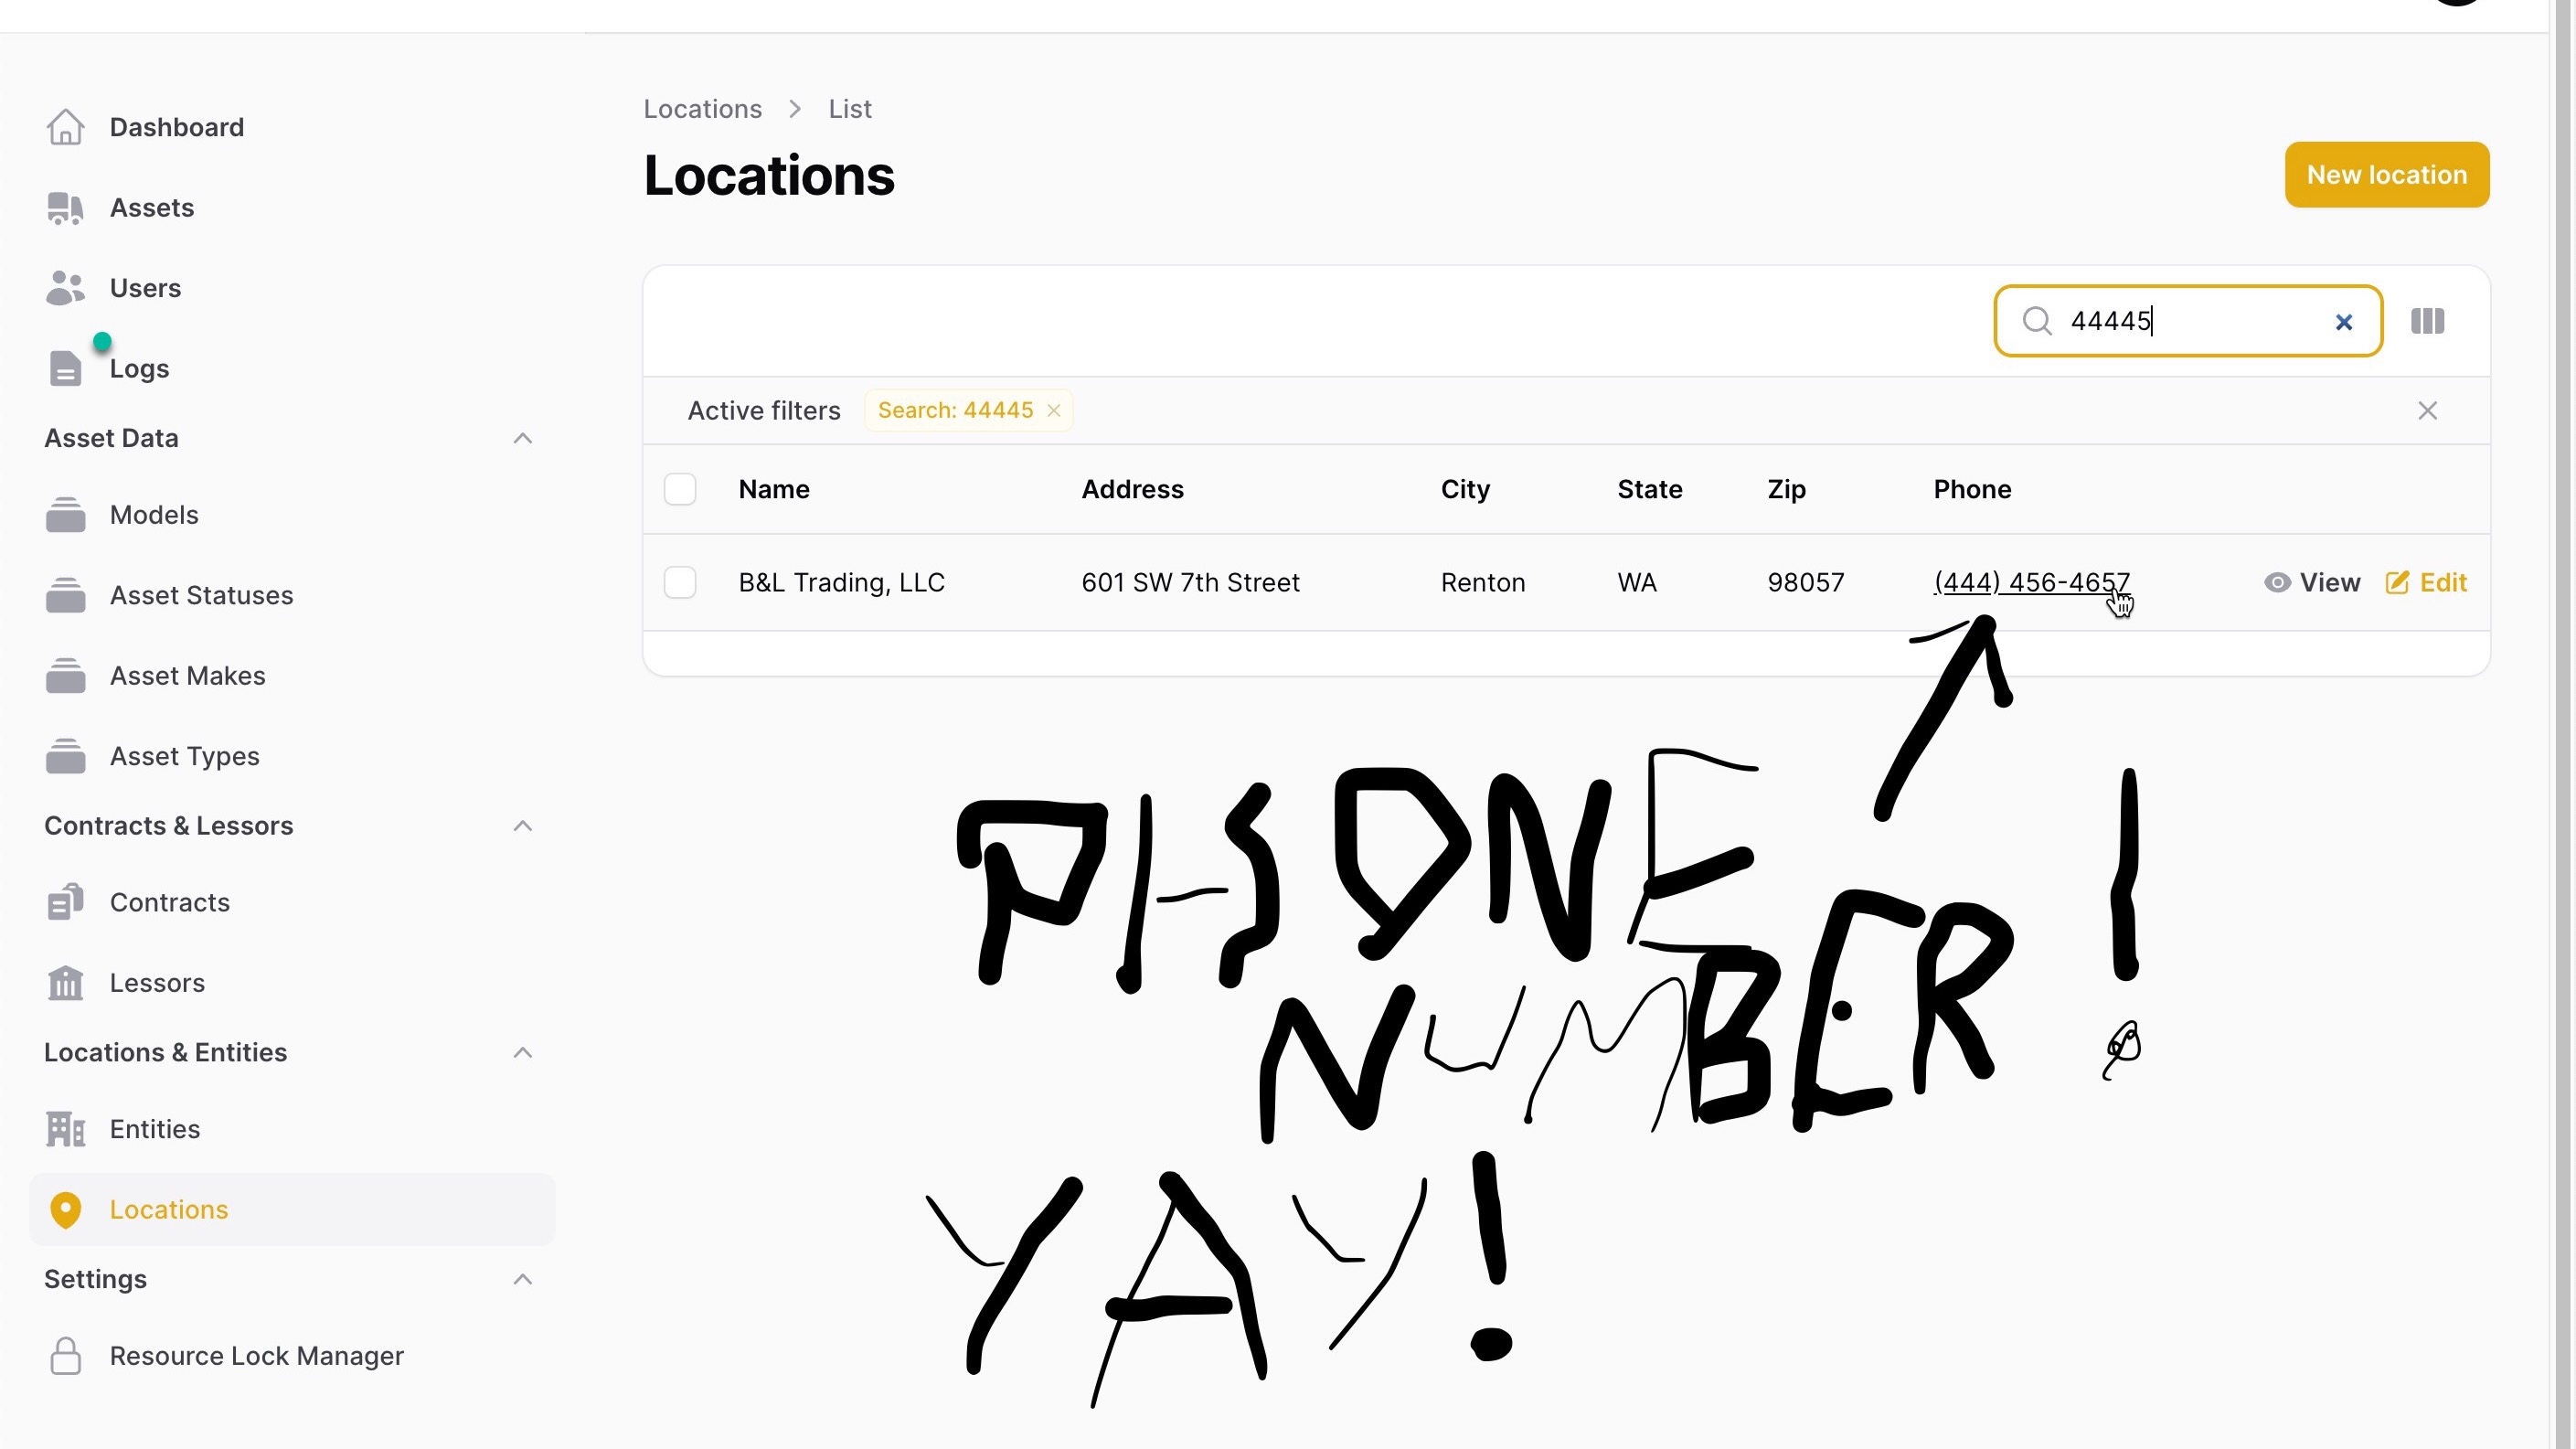 Locations > List
Locations
New location
Dashboard
Assets
Users
Logs
Asset Data
Models
Asset Statuses
Asset Makes
Asset Types
Contracts & Lessors
Contracts
Lessors
Locations & Entities
Entities
Locations
Settings
Resource Lock Manager
44445
Active filters Search: 44445
Name Address City State Zip Phone
B&L Trading, LLC 601 SW 7th Street Renton WA 98057 (444) 456-4657 View Edit
PHONE
NUMBER!
YAY!